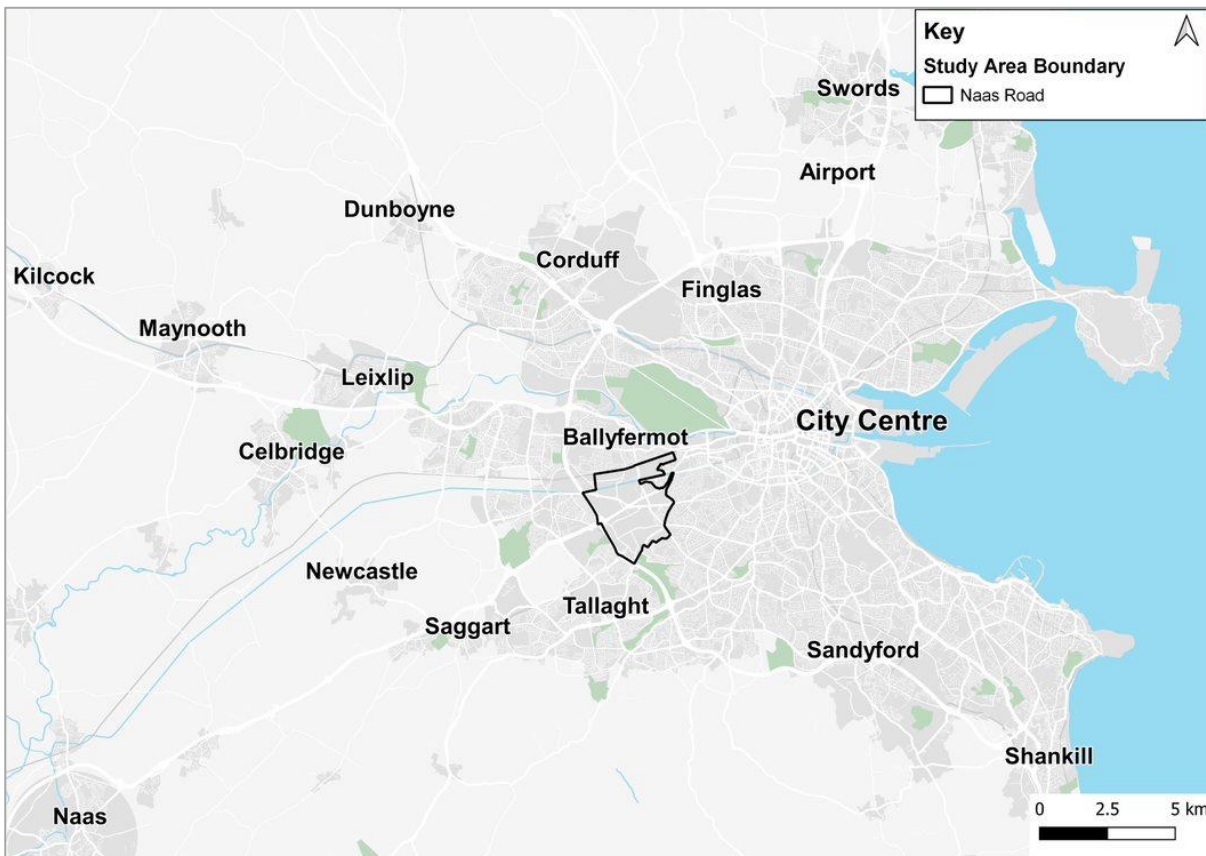 Key
Study Area Boundary
Naas Road
Swords
Airport
Dunboyne
Corduff
Kilcock
Finglas
Maynooth
Leixlip
City Centre
Ballyfermot
Celbridge
Newcastle
Tallaght
Saggart
Sandyford
Shankill
Naas
0 2.5 5 km